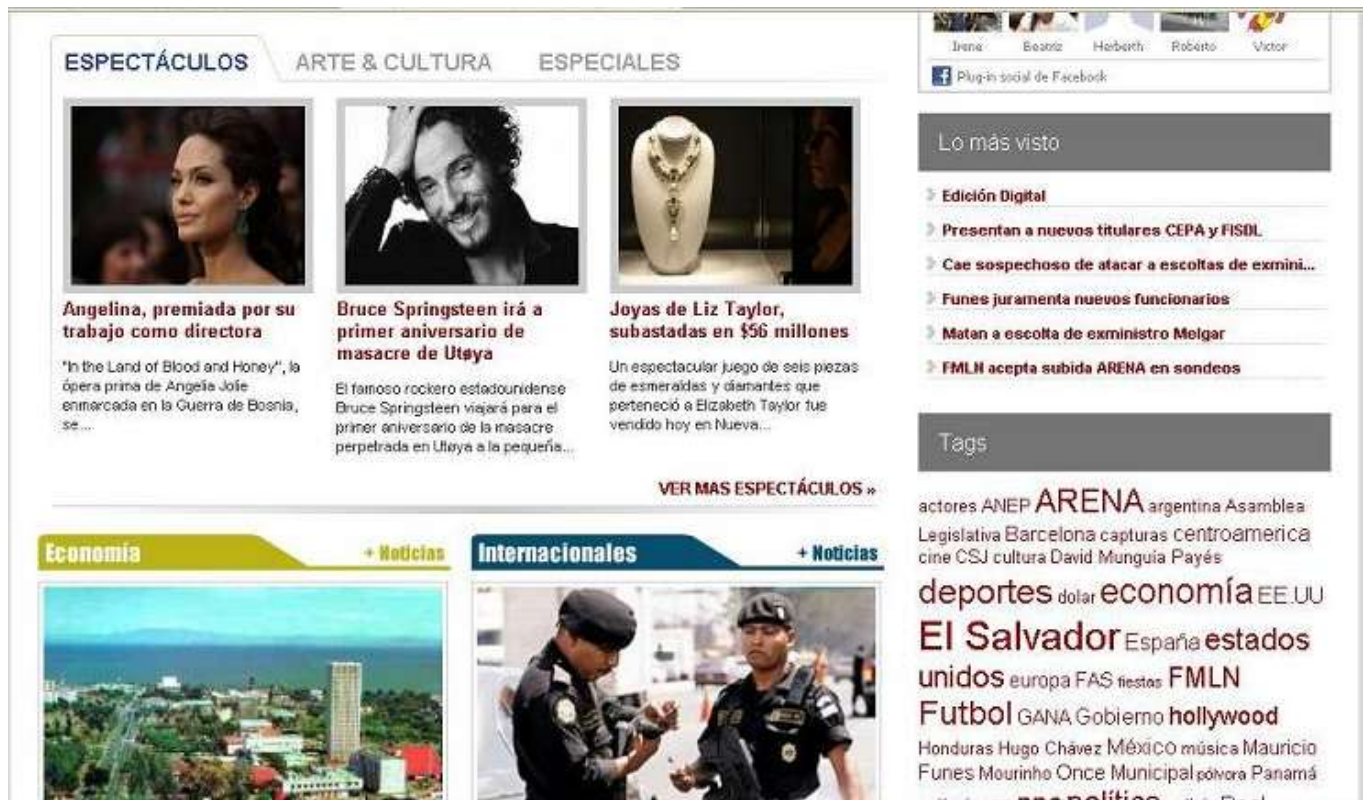 ESPECTÁCULOS
ARTE & CULTURA
ESPECIALES
Angelina, premiada por su
trabajo como directora
"In the Land of Blood and Honey", la
ópera prima de Angelia Jolie
enmarcada en la Guerra de Bosnia,
se...
Bruce Springsteen irá a
primer aniversario de
masacre de Utøya
El famoso rockero estadounidense
Bruce Springsteen viajará para el
primer aniversario de la masacre
perpetrada en Utøya a la pequeña...
Joyas de Liz Taylor,
subastadas en $56 millones
Un espectacular juego de seis piezas
de esmeraldas y diamantes que
perteneció a Elizabeth Taylor fue
vendido hoy en Nueva...
VER MAS ESPECTÁCULOS »
Economía
+ Noticias
Internacionales
+ Noticias
Irene Beatriz Herberth Roberto Victor
Plug-in social de Facebook
Lo más visto
Edición Digital
Presentan a nuevos titulares CEPA y FISDL
Cae sospechoso de atacar a escoltas de exmini...
Funes juramenta nuevos funcionarios
Matan a escolta de exministro Melgar
FMLN acepta subida ARENA en sondeos
Tags
actores ANEP ARENA argentina Asamblea
Legislativa Barcelona capturas centroamerica
cine CSJ cultura David Munguía Payés
deportes dolar economía EE.UU
El Salvador España estados
unidos europa FAS fiestas FMLN
Futbol GANA Gobierno hollywood
Honduras Hugo Chávez México música Mauricio
Funes Mourinho Once Municipal pólvora Panamá
política